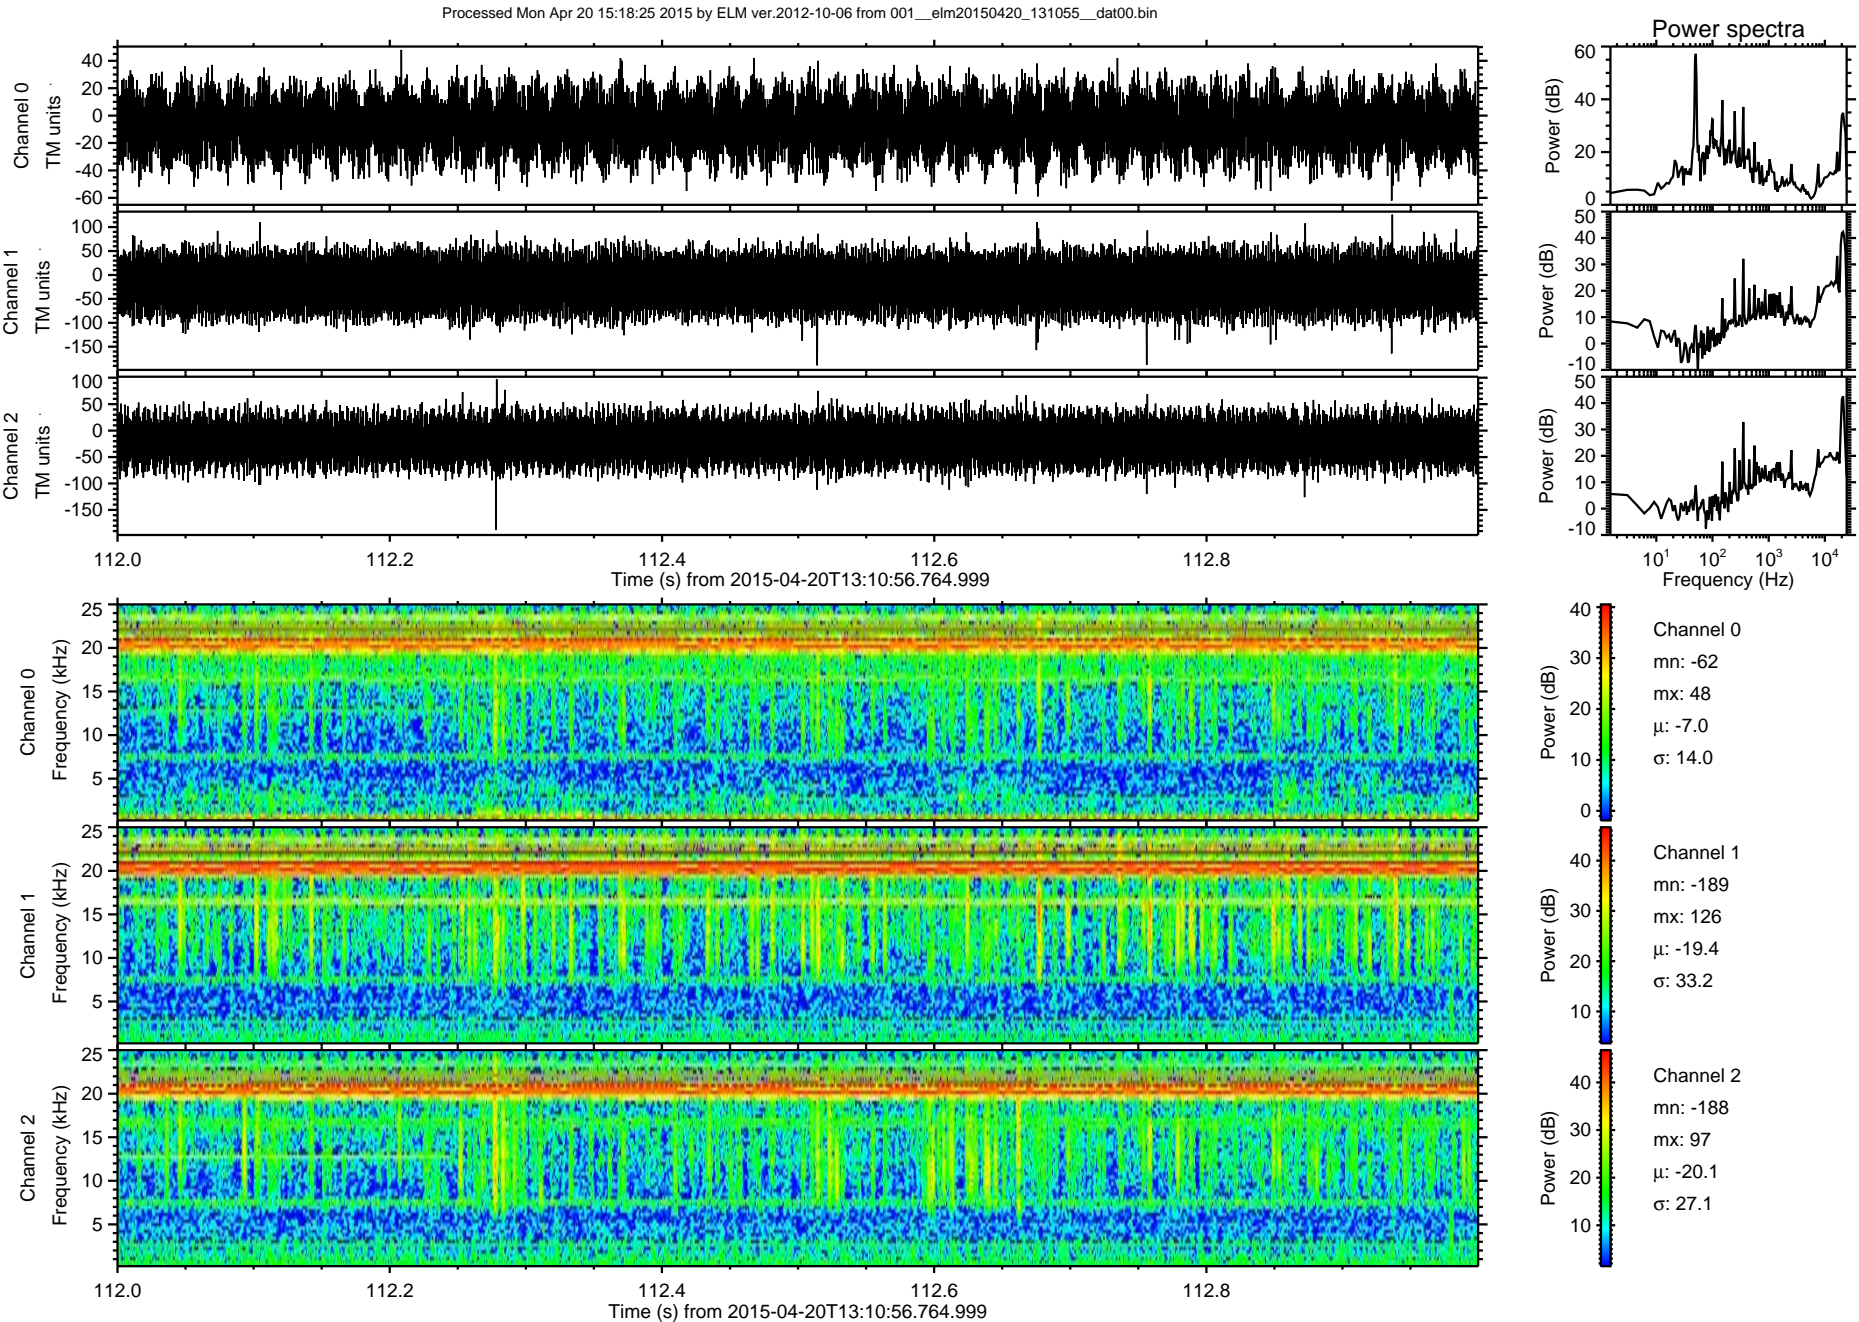 Processed Mon Apr 20 15:18:25 2015 by ELM ver.2012-10-06 from 001__elm20150420_131055__dat00.bin
Power spectra
Channel 0
TM units
40
20
0
-20
-40
-60
Power (dB)
60
40
20
0
Channel 1
TM units
100
50
0
-50
-100
-150
Power (dB)
50
40
30
20
10
0
-10
Channel 2
TM units
100
50
0
-50
-100
-150
Power (dB)
50
40
30
20
10
0
-10
112.0 112.2 112.4 112.6 112.8
Time (s) from 2015-04-20T13:10:56.764.999
10¹ 10² 10³ 10⁴
Frequency (Hz)
Channel 0
Frequency (kHz)
25
20
15
10
5
Power (dB)
40
30
20
10
0
Channel 0
mn: -62
mx: 48
µ: -7.0
σ: 14.0
Channel 1
Frequency (kHz)
25
20
15
10
5
Power (dB)
40
30
20
10
Channel 1
mn: -189
mx: 126
µ: -19.4
σ: 33.2
Channel 2
Frequency (kHz)
25
20
15
10
5
Power (dB)
40
30
20
10
Channel 2
mn: -188
mx: 97
µ: -20.1
σ: 27.1
112.0 112.2 112.4 112.6 112.8
Time (s) from 2015-04-20T13:10:56.764.999